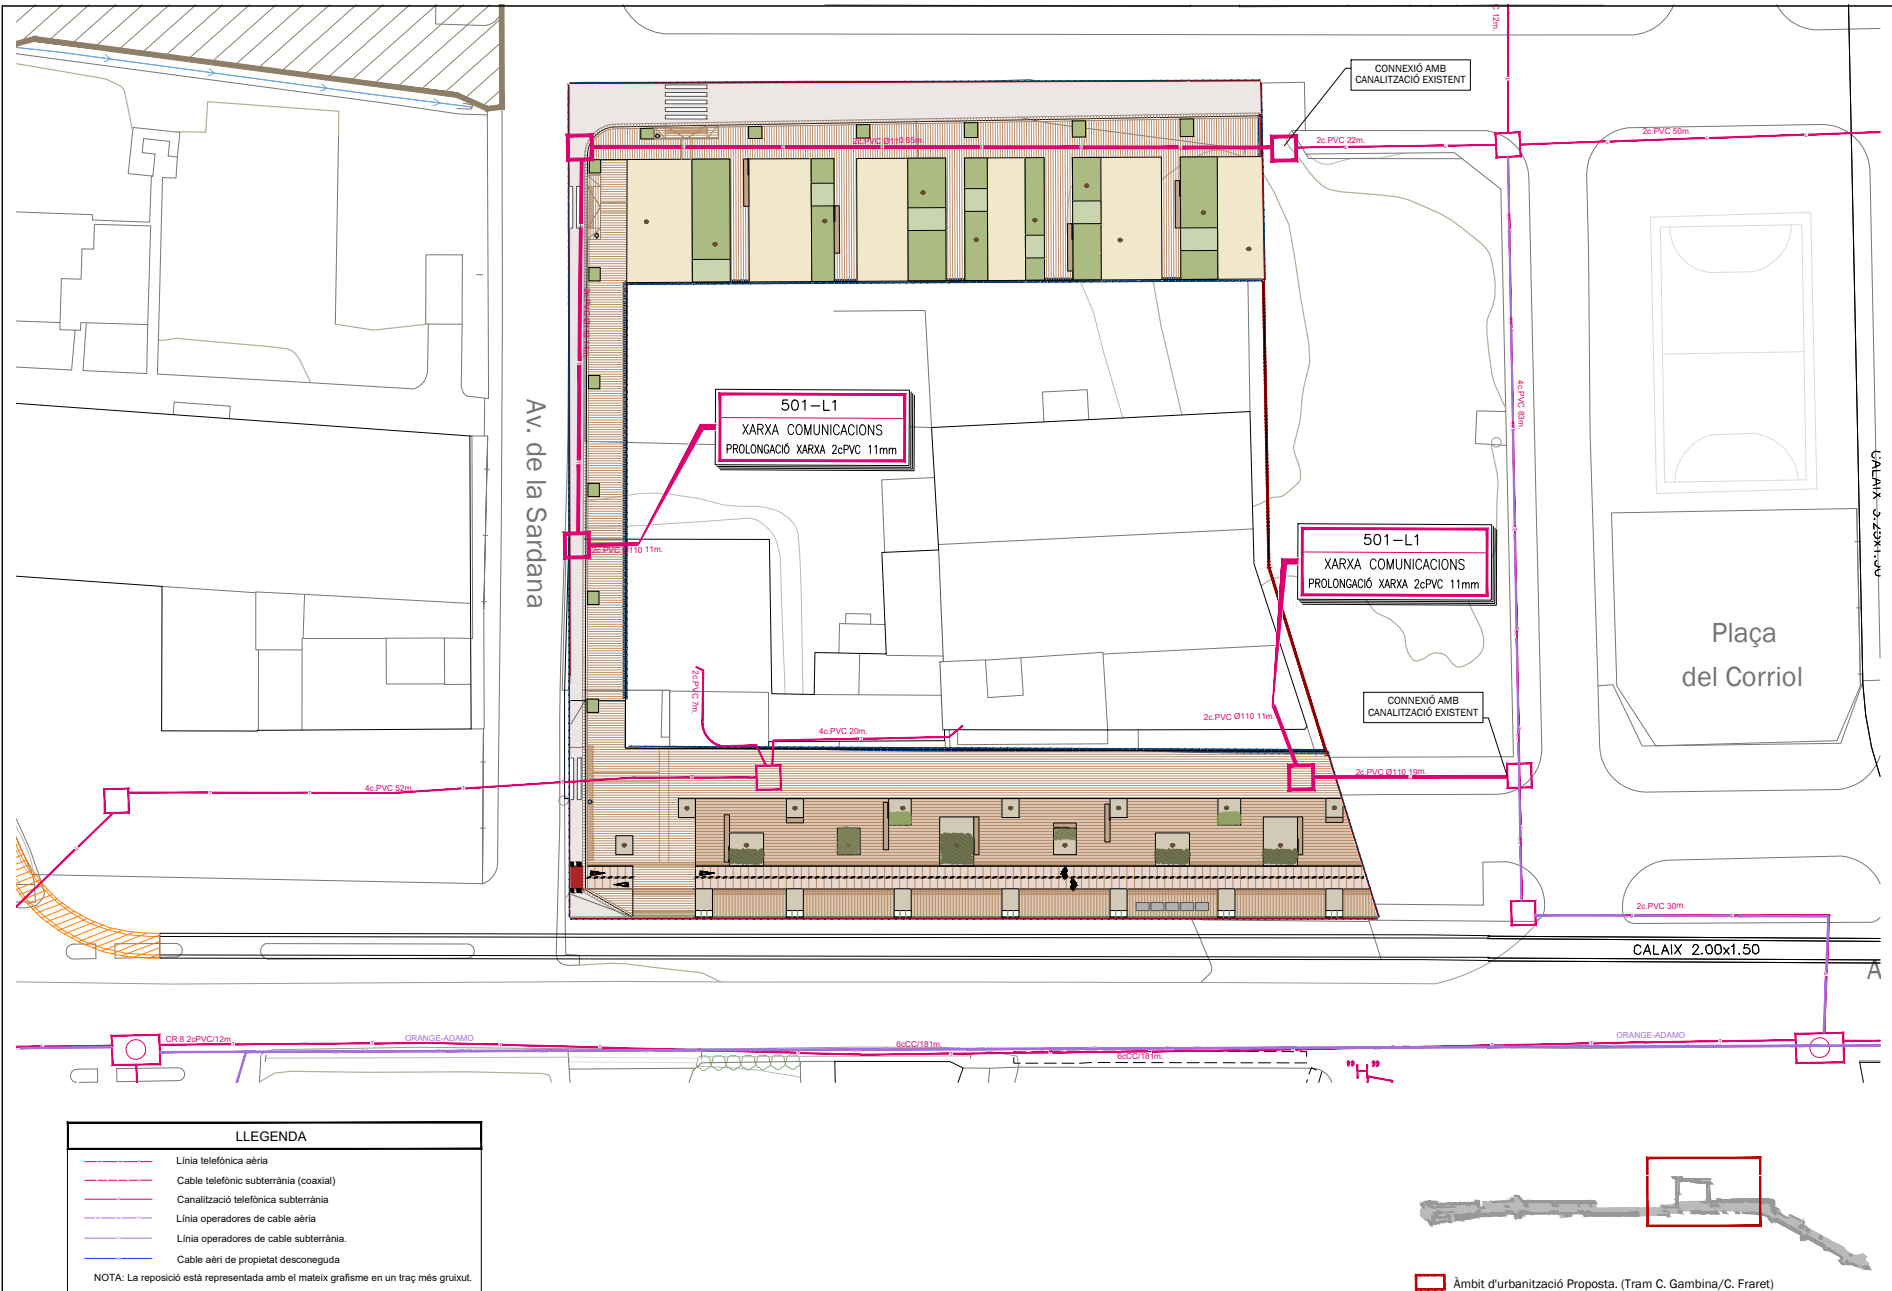 C 12m.
CONNEXIÓ AMB
CANALITZACIÓ EXISTENT
2c.PVC Ø110 65m.
2c.PVC 22m.
2c.PVC 50m.
Av. de la Sardana
501-L1
XARXA COMUNICACIONS
PROLONGACIÓ XARXA 2cPVC 11mm
2c.PVC Ø110 11m.
4c.PVC 83m.
501-L1
XARXA COMUNICACIONS
PROLONGACIÓ XARXA 2cPVC 11mm
Plaça
del Corriol
CONNEXIÓ AMB
CANALITZACIÓ EXISTENT
2c.PVC 7m.
4c.PVC 20m.
2c.PVC Ø110 11m.
4c.PVC 52m.
2c.PVC Ø110 19m.
2c.PVC 30m.
CALAIX 2.00x1.50
A
CR 8 2cPVC/12m
ORANGE-ADAMO
6cCC/181m.
6cCC/181m.
ORANGE-ADAMO
"H"
LLEGENDA
Línia telefònica aèria
Cable telefònic subterrània (coaxial)
Canalització telefònica subterrània
Línia operadores de cable aèria
Línia operadores de cable subterrània.
Cable aèri de propietat desconeguda
NOTA: La reposició està representada amb el mateix grafisme en un traç més gruixut.
Àmbit d'urbanització Proposta. (Tram C. Gambina/C. Fraret)